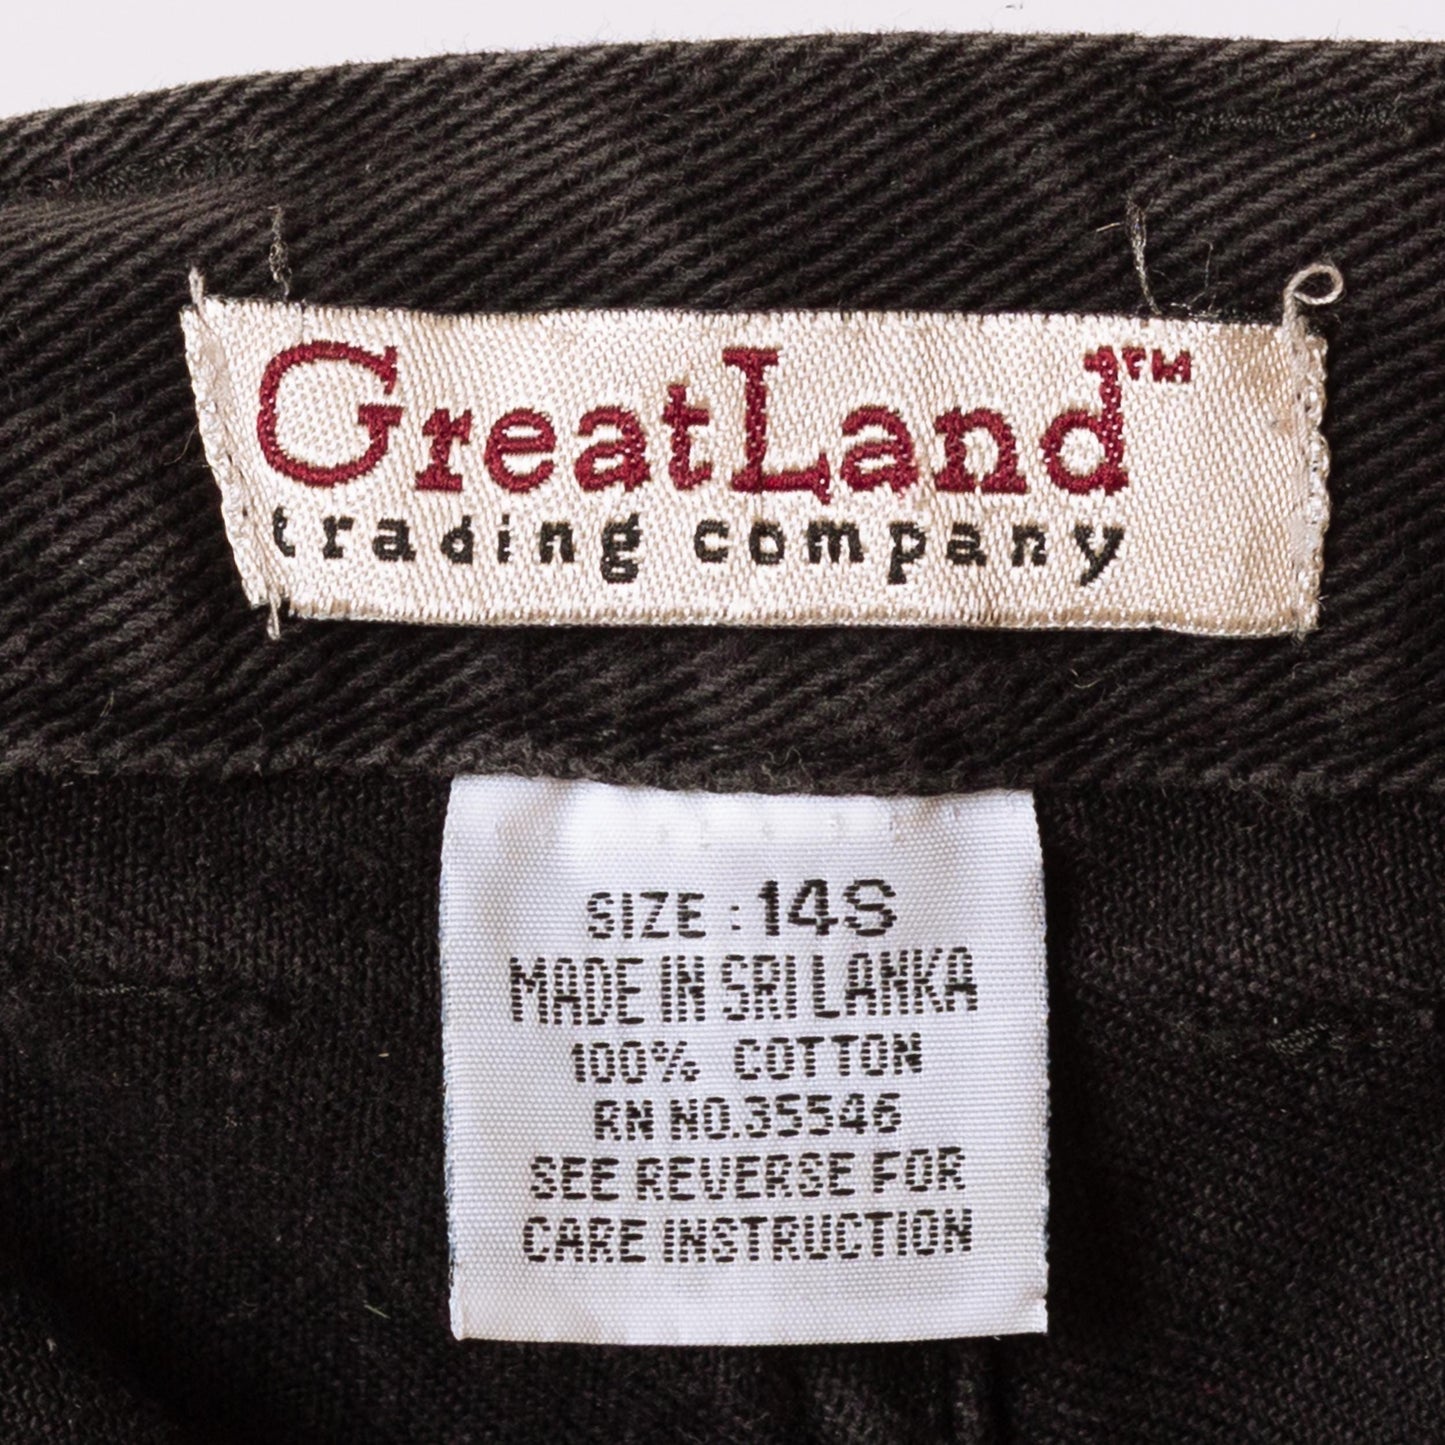 GreatLand™
trading company
SIZE : 14S
MADE IN SRI LANKA
100% COTTON
RN NO.35546
SEE REVERSE FOR
CARE INSTRUCTION